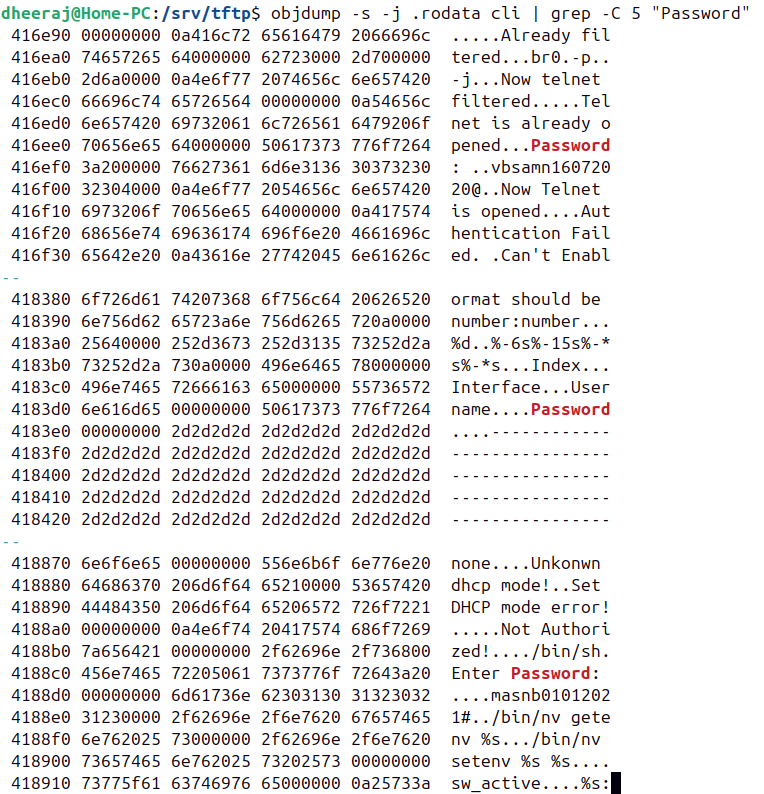 dheeraj@Home-PC:/srv/tftp$ objdump -s -j .rodata cli | grep -C 5 "Password"
 416e90 00000000 0a416c72 65616479 2066696c  .....Already fil
 416ea0 74657265 64000000 62723000 2d700000  tered...br0.-p..
 416eb0 2d6a0000 0a4e6f77 2074656c 6e657420  -j...Now telnet 
 416ec0 66696c74 65726564 00000000 0a54656c  filtered.....Tel
 416ed0 6e657420 69732061 6c726561 6479206f  net is already o
 416ee0 70656e65 64000000 50617373 776f7264  pened...Password
 416ef0 3a200000 76627361 6d6e3136 30373230  : ..vbsamn160720
 416f00 32304000 0a4e6f77 2054656c 6e657420  20@..Now Telnet 
 416f10 6973206f 70656e65 64000000 0a417574  is opened....Aut
 416f20 68656e74 69636174 696f6e20 4661696c  hentication Fail
 416f30 65642e20 0a43616e 27742045 6e61626c  ed. .Can't Enabl
--
 418380 6f726d61 74207368 6f756c64 20626520  ormat should be 
 418390 6e756d62 65723a6e 756d6265 720a0000  number:number...
 4183a0 25640000 252d3673 252d3135 73252d2a  %d..%-6s%-15s%-*
 4183b0 73252d2a 730a0000 496e6465 78000000  s%-*s...Index...
 4183c0 496e7465 72666163 65000000 55736572  Interface...User
 4183d0 6e616d65 00000000 50617373 776f7264  name....Password
 4183e0 00000000 2d2d2d2d 2d2d2d2d 2d2d2d2d  ....------------
 4183f0 2d2d2d2d 2d2d2d2d 2d2d2d2d 2d2d2d2d  ----------------
 418400 2d2d2d2d 2d2d2d2d 2d2d2d2d 2d2d2d2d  ----------------
 418410 2d2d2d2d 2d2d2d2d 2d2d2d2d 2d2d2d2d  ----------------
 418420 2d2d2d2d 2d2d2d2d 2d2d2d2d 2d2d2d2d  ----------------
--
 418870 6e6f6e65 00000000 556e6b6f 6e776e20  none....Unkonwn 
 418880 64686370 206d6f64 65210000 53657420  dhcp mode!..Set 
 418890 44484350 206d6f64 65206572 726f7221  DHCP mode error!
 4188a0 00000000 0a4e6f74 20417574 686f7269  .....Not Authori
 4188b0 7a656421 00000000 2f62696e 2f736800  zed!..../bin/sh.
 4188c0 456e7465 72205061 7373776f 72643a20  Enter Password: 
 4188d0 00000000 6d61736e 62303130 31323032  ....masnb0101202
 4188e0 31230000 2f62696e 2f6e7620 67657465  1#../bin/nv gete
 4188f0 6e762025 73000000 2f62696e 2f6e7620  nv %s.../bin/nv 
 418900 73657465 6e762025 73202573 00000000  setenv %s %s....
 418910 73775f61 63746976 65000000 0a25733a  sw_active....%s: